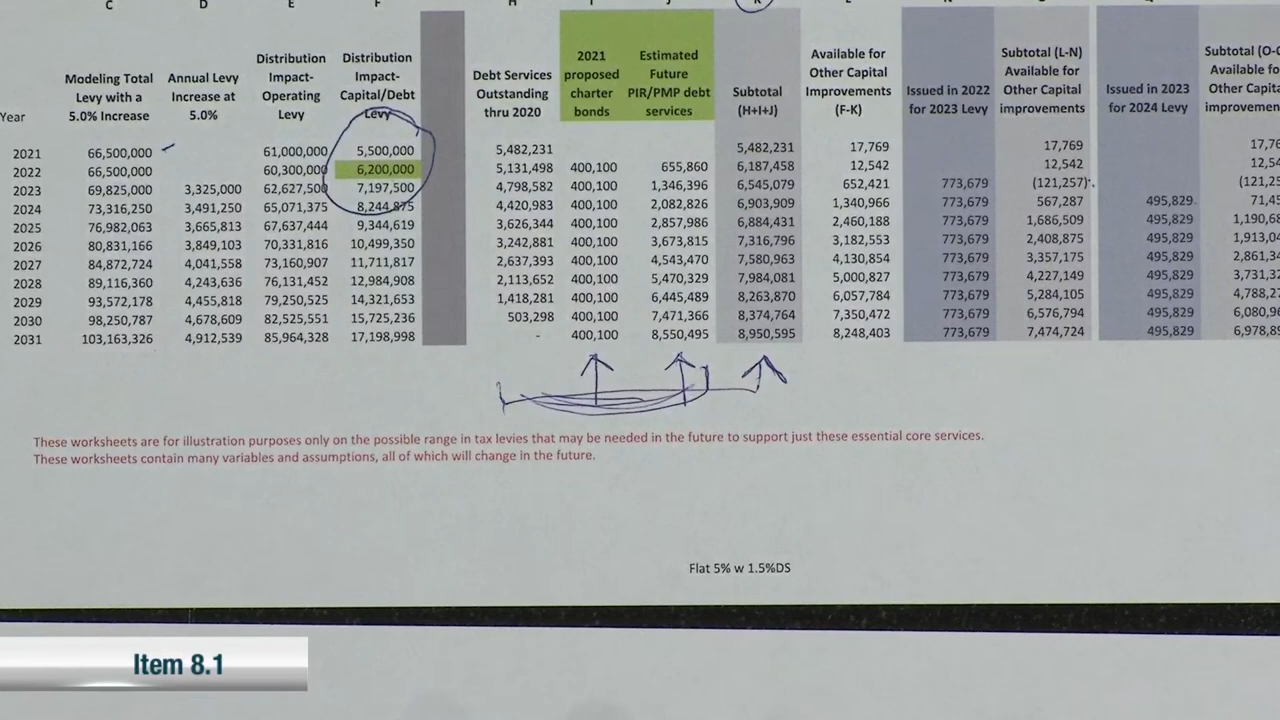 C D E F H J K
Year Modeling Total Levy with a 5.0% Increase Annual Levy Increase at 5.0% Distribution Impact- Operating Levy Distribution Impact- Capital/Debt Levy Debt Services Outstanding thru 2020 2021 proposed charter bonds Estimated Future PIR/PMP debt services Subtotal (H+I+J) Available for Other Capital Improvements (F-K) Issued in 2022 for 2023 Levy Subtotal (L-N) Available for Other Capital improvements Issued in 2023 for 2024 Levy Subtotal Other
2021 66,500,000 61,000,000 5,500,000 5,482,231 5,482,231 17,769 17,769
2022 66,500,000 60,300,000 6,200,000 5,131,498 400,100 655,860 6,187,458 12,542 12,542
2023 69,825,000 3,325,000 62,627,500 7,197,500 4,798,582 400,100 1,346,396 6,545,079 652,421 773,679 (121,257)
2024 73,316,250 3,491,250 65,071,375 8,244,875 4,420,983 400,100 2,082,826 6,903,909 1,340,966 773,679 567,287 495,829
2025 76,982,063 3,665,813 67,637,444 9,344,619 3,626,344 400,100 2,857,986 6,884,431 2,460,188 773,679 1,686,509 495,829
2026 80,831,166 3,849,103 70,331,816 10,499,350 3,242,881 400,100 3,673,815 7,316,796 3,182,553 773,679 2,408,875 495,829
2027 84,872,724 4,041,558 73,160,907 11,711,817 2,637,393 400,100 4,543,470 7,580,963 4,130,854 773,679 3,357,175 495,829
2028 89,116,360 4,243,636 76,131,452 12,984,908 2,113,652 400,100 5,470,329 7,984,081 5,000,827 773,679 4,227,149 495,829
2029 93,572,178 4,455,818 79,250,525 14,321,653 1,418,281 400,100 6,445,489 8,263,870 6,057,784 773,679 5,284,105 495,829
2030 98,250,787 4,678,609 82,525,551 15,725,236 503,298 400,100 7,471,366 8,374,764 7,350,472 773,679 6,576,794 495,829
2031 103,163,326 4,912,539 85,964,328 17,198,998 - 400,100 8,550,495 8,950,595 8,248,403 773,679 7,474,724 495,829
These worksheets are for illustration purposes only on the possible range in tax levies that may be needed in the future to support just these essential core services.
These worksheets contain many variables and assumptions, all of which will change in the future.
Flat 5% w 1.5%DS
Item 8.1